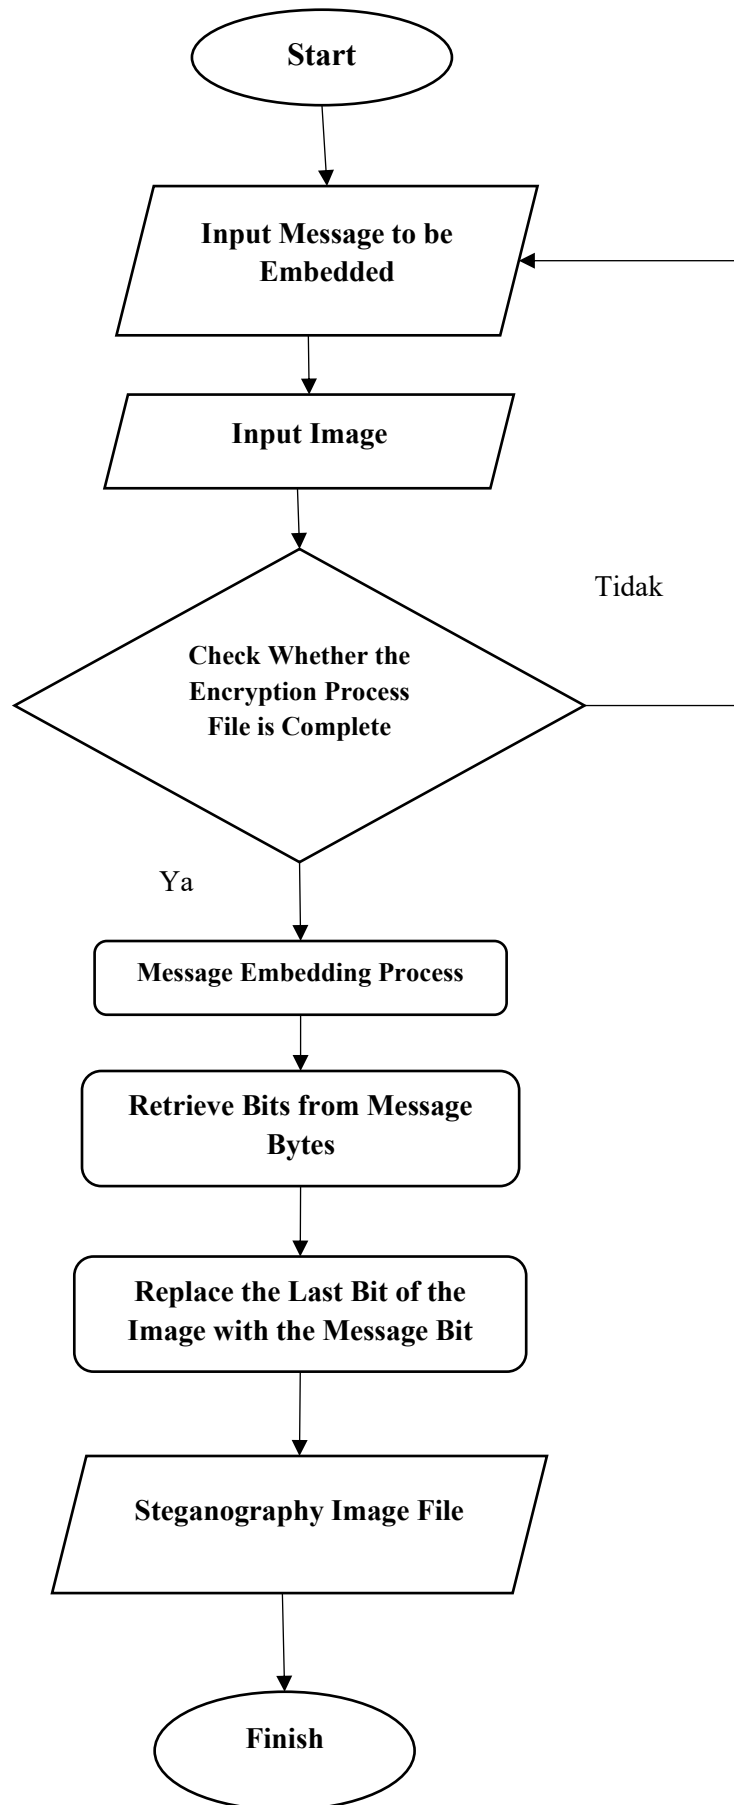 Start
Input Message to be
Embedded
Input Image
Tidak
Check Whether the
Encryption Process
File is Complete
Ya
Message Embedding Process
Retrieve Bits from Message
Bytes
Replace the Last Bit of the
Image with the Message Bit
Steganography Image File
Finish